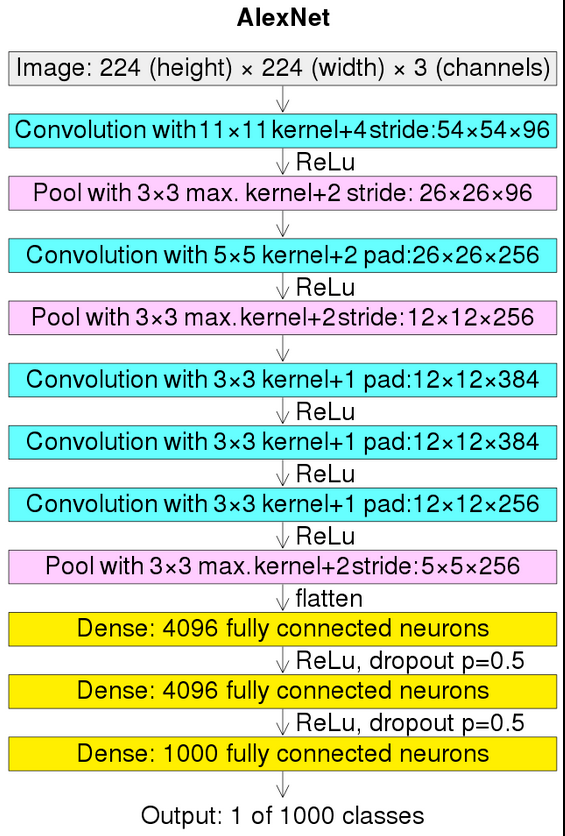 AlexNet
Image: 224 (height) × 224 (width) × 3 (channels)
Convolution with 11×11 kernel+4 stride:54×54×96
ReLu
Pool with 3×3 max. kernel+2 stride: 26×26×96
Convolution with 5×5 kernel+2 pad:26×26×256
ReLu
Pool with 3×3 max.kernel+2stride:12×12×256
Convolution with 3×3 kernel+1 pad:12×12×384
ReLu
Convolution with 3×3 kernel+1 pad:12×12×384
ReLu
Convolution with 3×3 kernel+1 pad:12×12×256
ReLu
Pool with 3×3 max.kernel+2stride:5×5×256
flatten
Dense: 4096 fully connected neurons
ReLu, dropout p=0.5
Dense: 4096 fully connected neurons
ReLu, dropout p=0.5
Dense: 1000 fully connected neurons
Output: 1 of 1000 classes